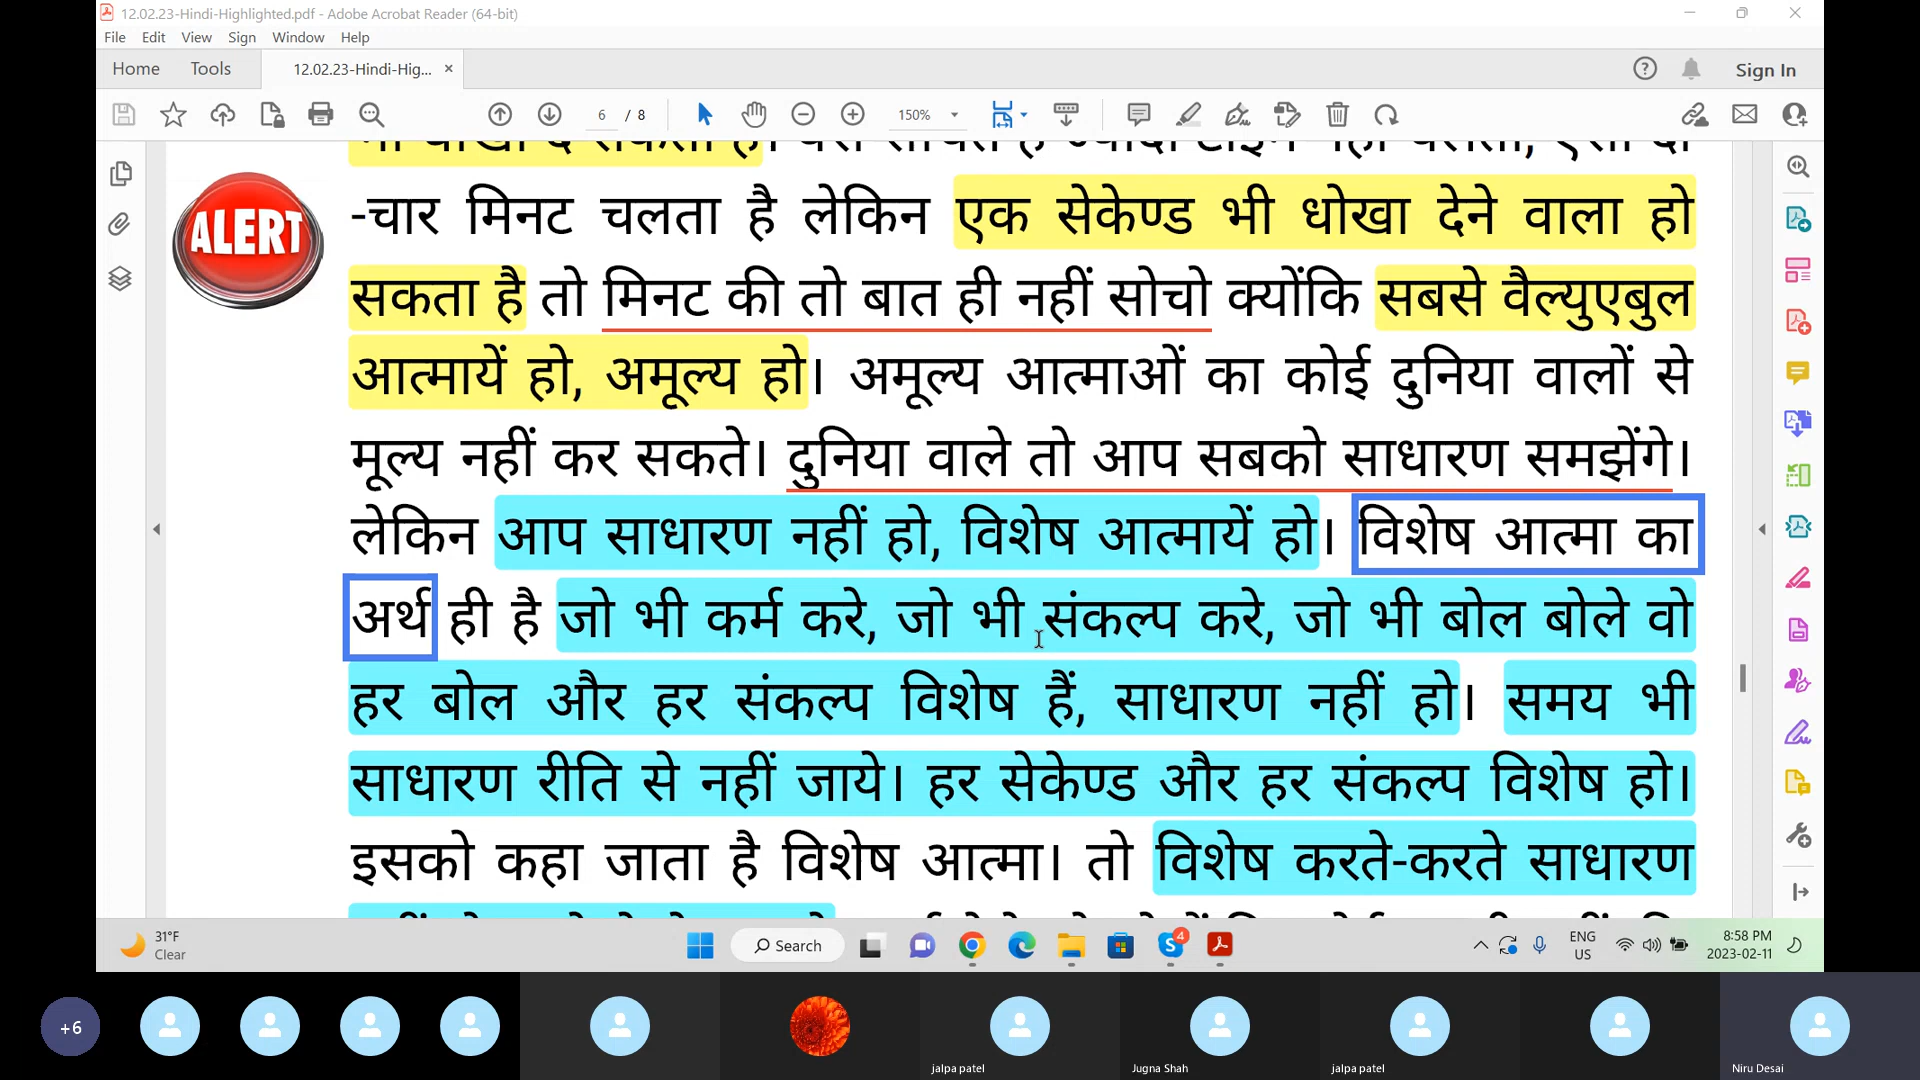 12.02.23-Hindi-Highlighted.pdf - Adobe Acrobat Reader (64-bit)
File Edit View Sign Window Help
Home Tools 12.02.23-Hindi-Hig... × Sign In
6 / 8 150%
-चार मिनट चलता है लेकिन एक सेकेण्ड भी धोखा देने वाला हो
ALERT
सकता है तो मिनट की तो बात ही नहीं सोचो क्योंकि सबसे वैल्युएबुल
आत्मायें हो, अमूल्य हो। अमूल्य आत्माओं का कोई दुनिया वालों से
मूल्य नहीं कर सकते। दुनिया वाले तो आप सबको साधारण समझेंगे।
लेकिन आप साधारण नहीं हो, विशेष आत्मायें हो। विशेष आत्मा का
अर्थ ही है जो भी कर्म करे, जो भी संकल्प करे, जो भी बोल बोले वो
हर बोल और हर संकल्प विशेष हैं, साधारण नहीं हो। समय भी
साधारण रीति से नहीं जाये। हर सेकेण्ड और हर संकल्प विशेष हो।
इसको कहा जाता है विशेष आत्मा। तो विशेष करते-करते साधारण
31°F
Clear
Search
4
ENG
US
8:58 PM
2023-02-11
+6
jalpa patel
Jugna Shah
jalpa patel
Niru Desai